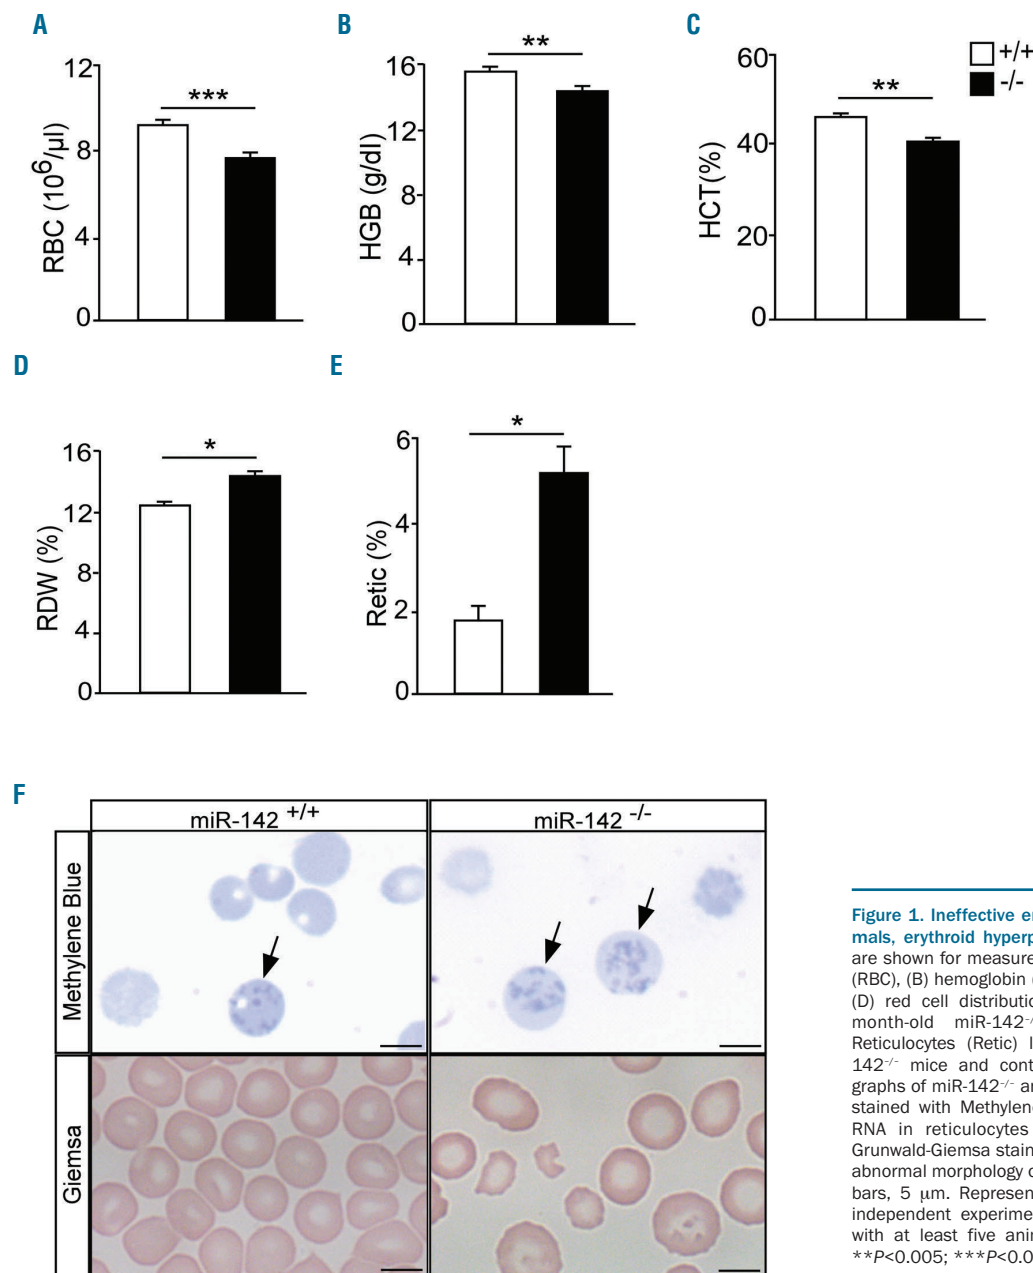 A
B
C
+/+
-/-
12
8
4
0
RBC (10⁶/µl)
***
16
12
8
4
0
HGB (g/dl)
**
60
40
20
0
HCT(%)
**
D
E
16
12
8
4
0
RDW (%)
*
6
4
2
0
Retic (%)
*
F
miR-142 +/+
miR-142 -/-
Methylene Blue
Giemsa
Figure 1. Ineffective er
mals, erythroid hyperp
are shown for measure
(RBC), (B) hemoglobin (
(D) red cell distributio
month-old miR-142-/
Reticulocytes (Retic) l
142-/- mice and cont
graphs of miR-142-/- ar
stained with Methylene
RNA in reticulocytes
Grunwald-Giemsa stain
abnormal morphology o
bars, 5 µm. Represen
independent experime
with at least five anim
**P<0.005; ***P<0.0